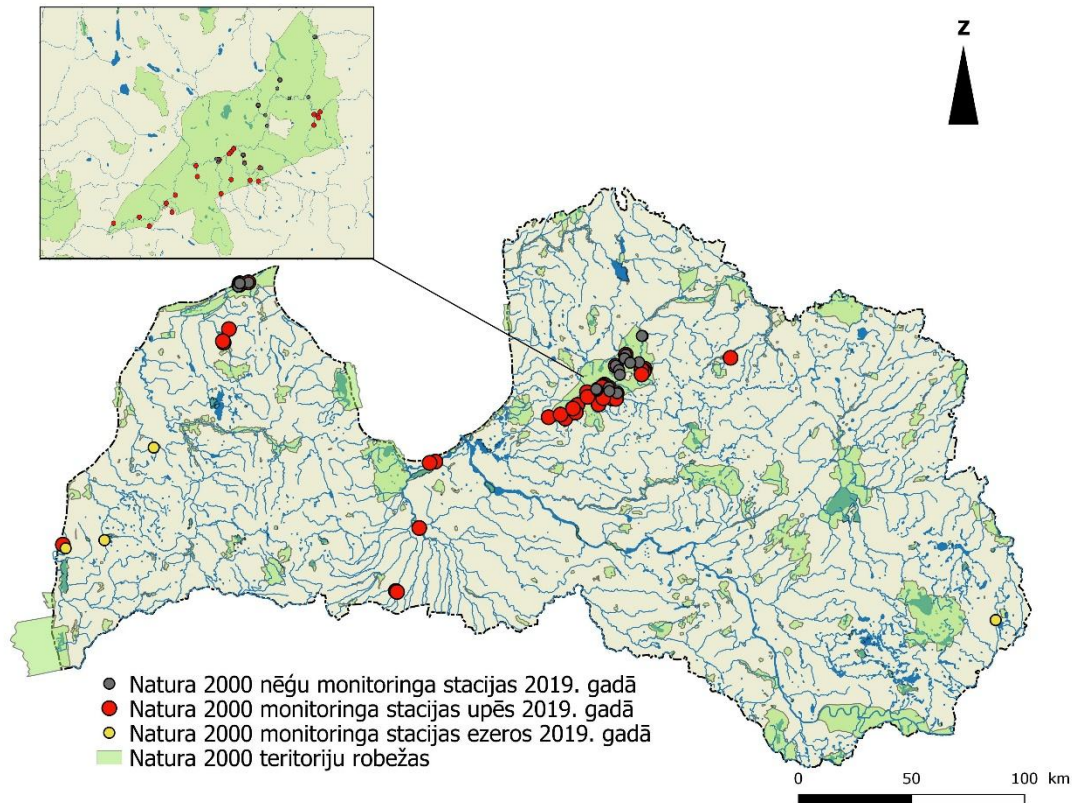 Z
Natura 2000 nēģu monitoringa stacijas 2019. gadā
Natura 2000 monitoringa stacijas upēs 2019. gadā
Natura 2000 monitoringa stacijas ezeros 2019. gadā
Natura 2000 teritoriju robežas
0 50 100 km